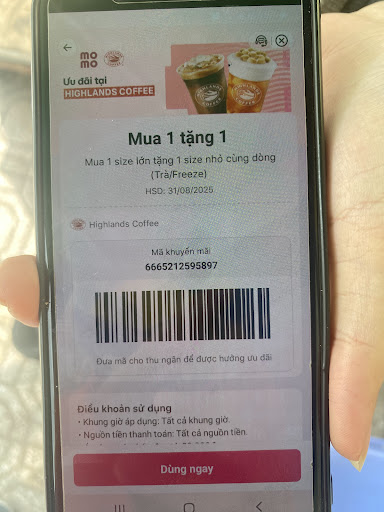 mo
mo
Ưu đãi tại
HIGHLANDS COFFEE
Mua 1 tặng 1
Mua 1 size lớn tặng 1 size nhỏ cùng dòng
(Trà/Freeze)
HSD: 31/08/2025
Highlands Coffee
Mã khuyến mãi
6665212595897
Đưa mã cho thu ngân để được hưởng ưu đãi
Điều khoản sử dụng
• Khung giờ áp dụng: Tất cả khung giờ.
• Nguồn tiền thanh toán: Tất cả nguồn tiền.
Dùng ngay